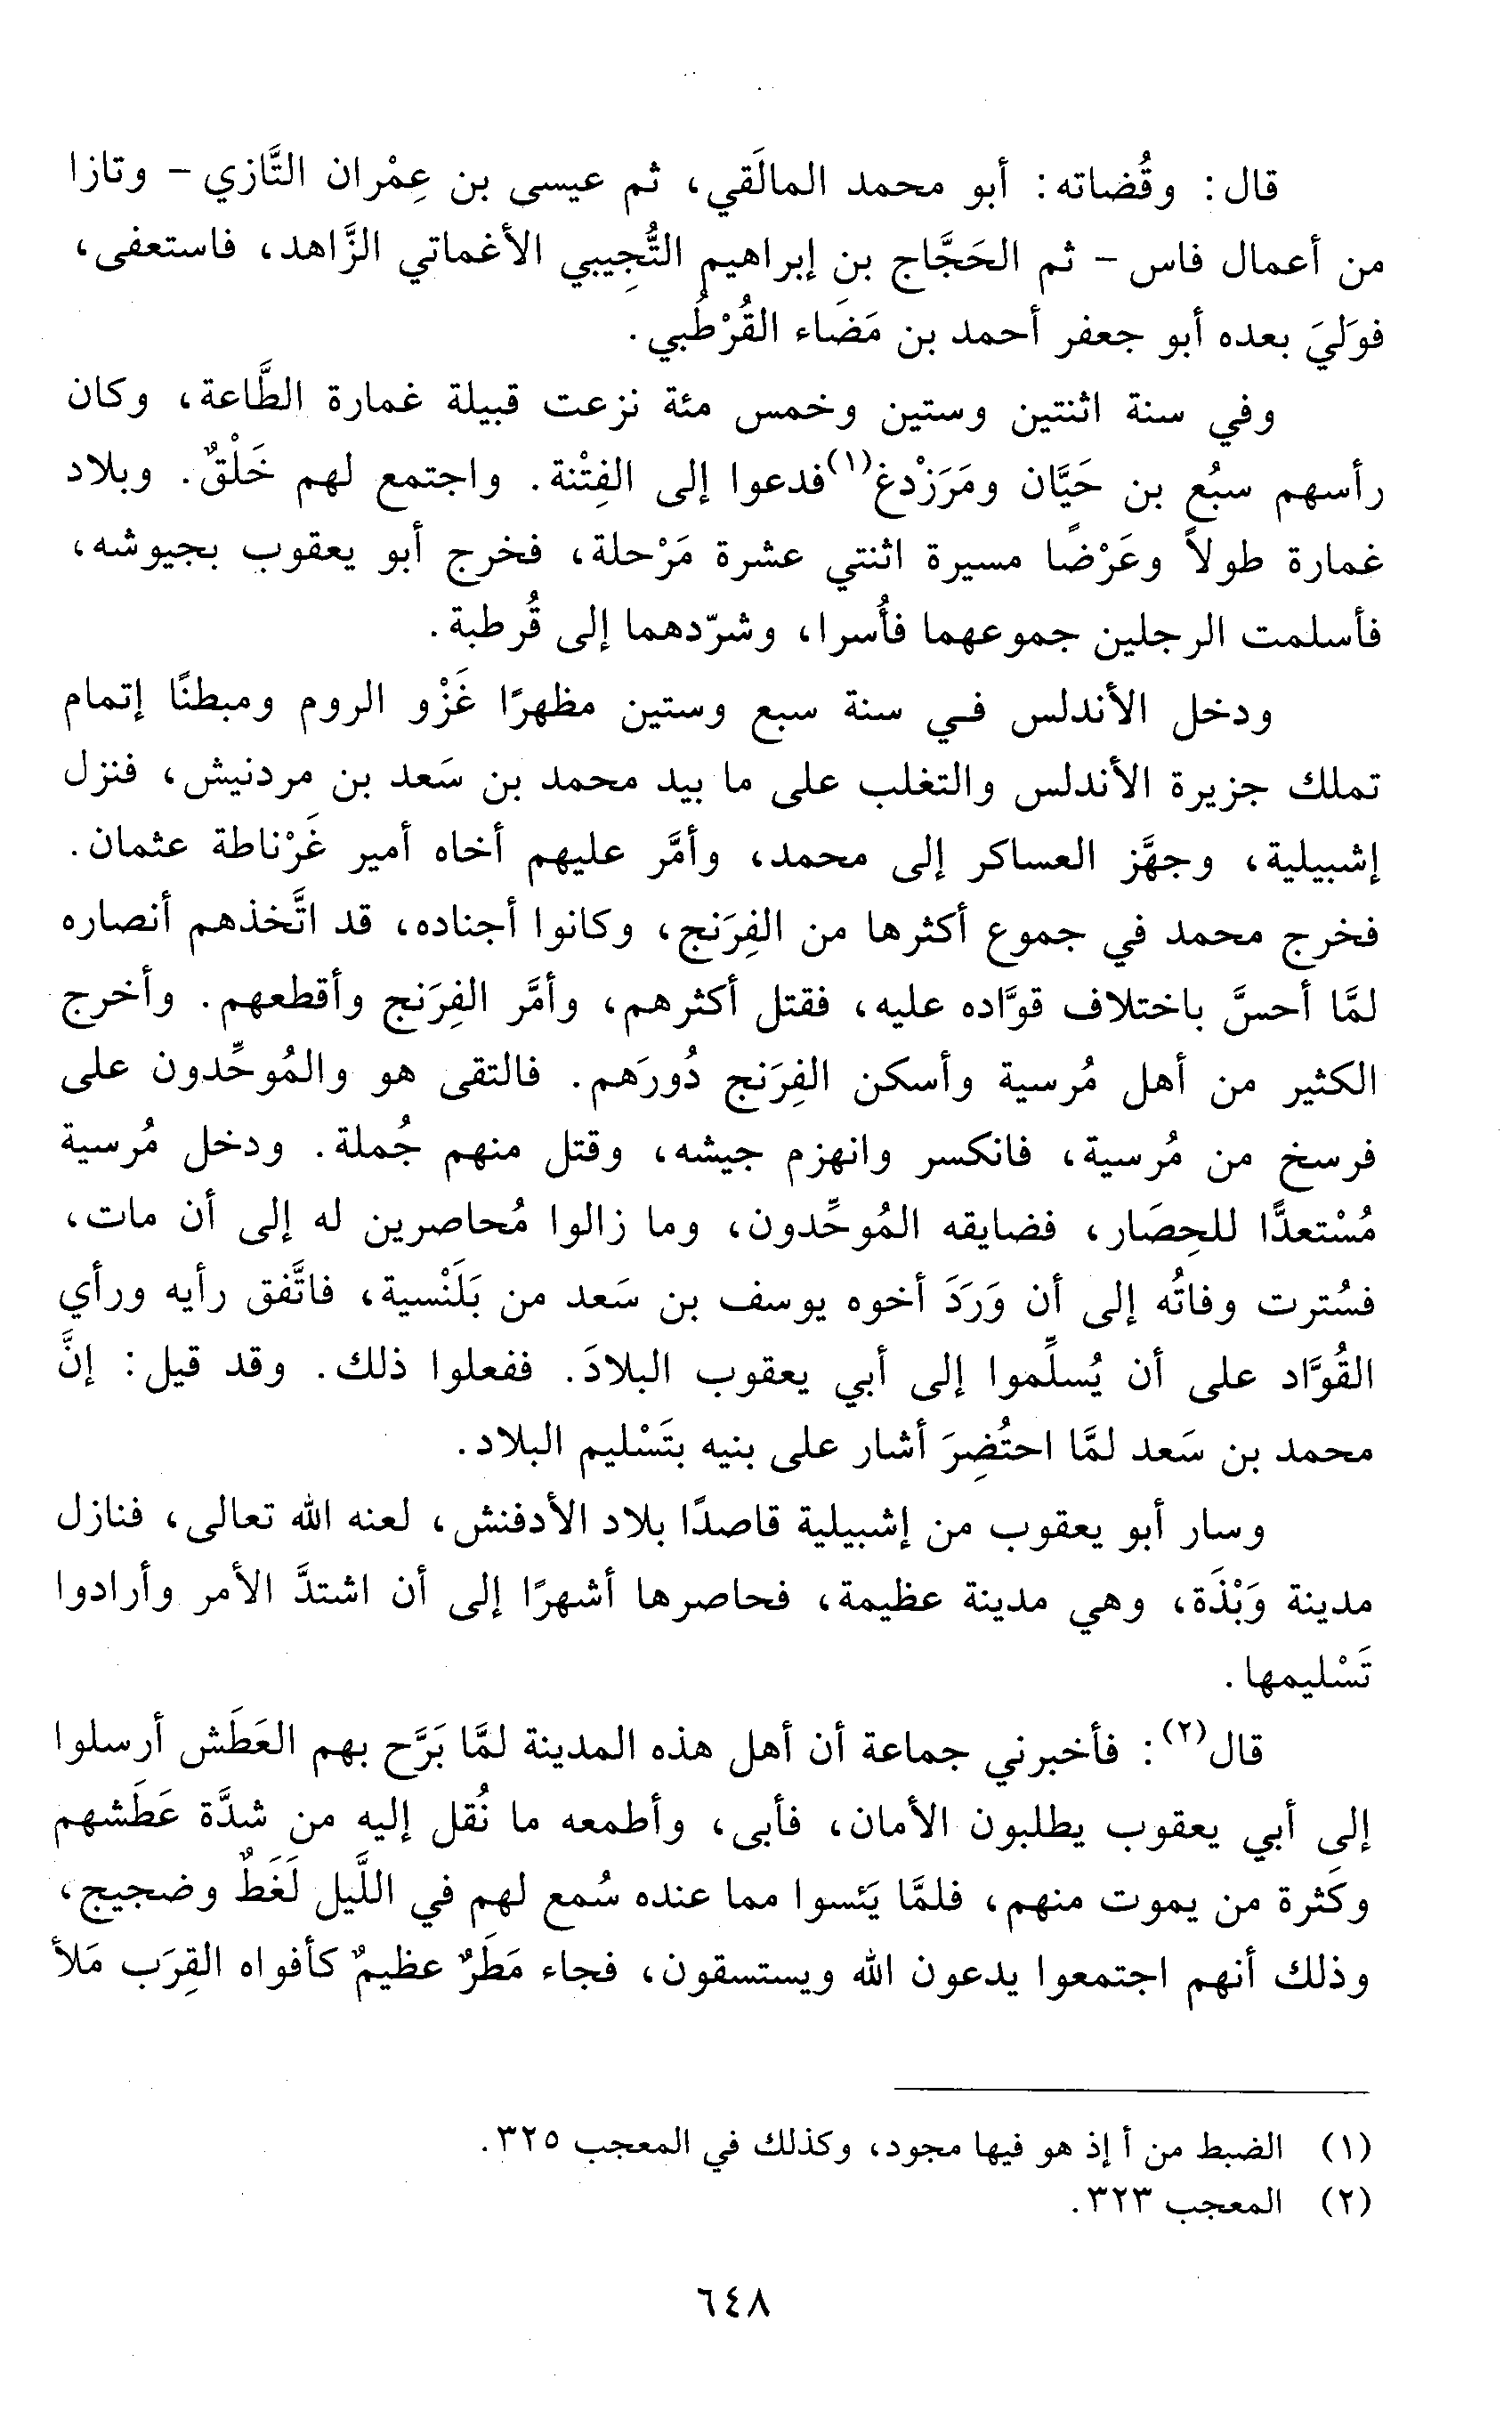 قال: وقُضاته: أبو محمد المالَقي، ثم عيسى بن عِمْران التَّازي - وتازا
من أعمال فاس - ثم الحَجَّاج بن إبراهيم التُّجِيبي الأغماتي الزَّاهد، فاستعفى،
فوَليَ بعده أبو جعفر أحمد بن مَضَاء القُرْطُبي.
وفي سنة اثنتين وستين وخمس مئة نزعت قبيلة غمارة الطَّاعة، وكان
رأسهم سبُع بن حَيَّان ومَرَزْدغ(١) فدعوا إلى الفِتْنة. واجتمع لهم خَلْقٌ. وبلاد
غمارة طولاً وعَرْضًا مسيرة اثنتي عشرة مَرْحلة، فخرج أبو يعقوب بجيوشه،
فأسلمت الرجلين جموعهما فأُسرا، وشرّدهما إلى قُرطبة.
ودخل الأندلس في سنة سبع وستين مظهرًا غَزْو الروم ومبطنًا إتمام
تملك جزيرة الأندلس والتغلب على ما بيد محمد بن سَعد بن مردنيش، فنزل
إشبيلية، وجهَّز العساكر إلى محمد، وأمَّر عليهم أخاه أمير غَرْناطة عثمان.
فخرج محمد في جموع أكثرها من الفِرَنج، وكانوا أجناده، قد اتَّخذهم أنصاره
لمَّا أحسَّ باختلاف قوَّاده عليه، فقتل أكثرهم، وأمَّر الفِرَنج وأقطعهم. وأخرج
الكثير من أهل مُرسية وأسكن الفِرَنج دُورَهم. فالتقى هو والمُوحِّدون على
فرسخ من مُرسية، فانكسر وانهزم جيشه، وقتل منهم جُملة. ودخل مُرسية
مُسْتعدًّا للحِصَار، فضايقه المُوحِّدون، وما زالوا مُحاصرين له إلى أن مات،
فسُترت وفاتُه إلى أن وَرَدَ أخوه يوسف بن سَعد من بَلَنْسية، فاتَّفق رأيه ورأي
القُوَّاد على أن يُسلِّموا إلى أبي يعقوب البلادَ. ففعلوا ذلك. وقد قيل: إنَّ
محمد بن سَعد لمَّا احتُضِرَ أشار على بنيه بتَسْليم البلاد.
وسار أبو يعقوب من إشبيلية قاصدًا بلاد الأدفنش، لعنه الله تعالى، فنازل
مدينة وَبْذَة، وهي مدينة عظيمة، فحاصرها أشهرًا إلى أن اشتدَّ الأمر وأرادوا
تَسْليمها.
قال(٢): فأخبرني جماعة أن أهل هذه المدينة لمَّا بَرَّح بهم العَطَش أرسلوا
إلى أبي يعقوب يطلبون الأمان، فأبى، وأطمعه ما نُقل إليه من شدَّة عَطَشهم
وكَثرة من يموت منهم، فلمَّا يَئسوا مما عنده سُمع لهم في اللَّيل لَغَطٌ وضجيج،
وذلك أنهم اجتمعوا يدعون الله ويستسقون، فجاء مَطَرٌ عظيمٌ كأفواه القِرَب مَلأ
(١) الضبط من أ إذ هو فيها مجود، وكذلك في المعجب ٣٢٥.
(٢) المعجب ٣٢٣.
٦٤٨